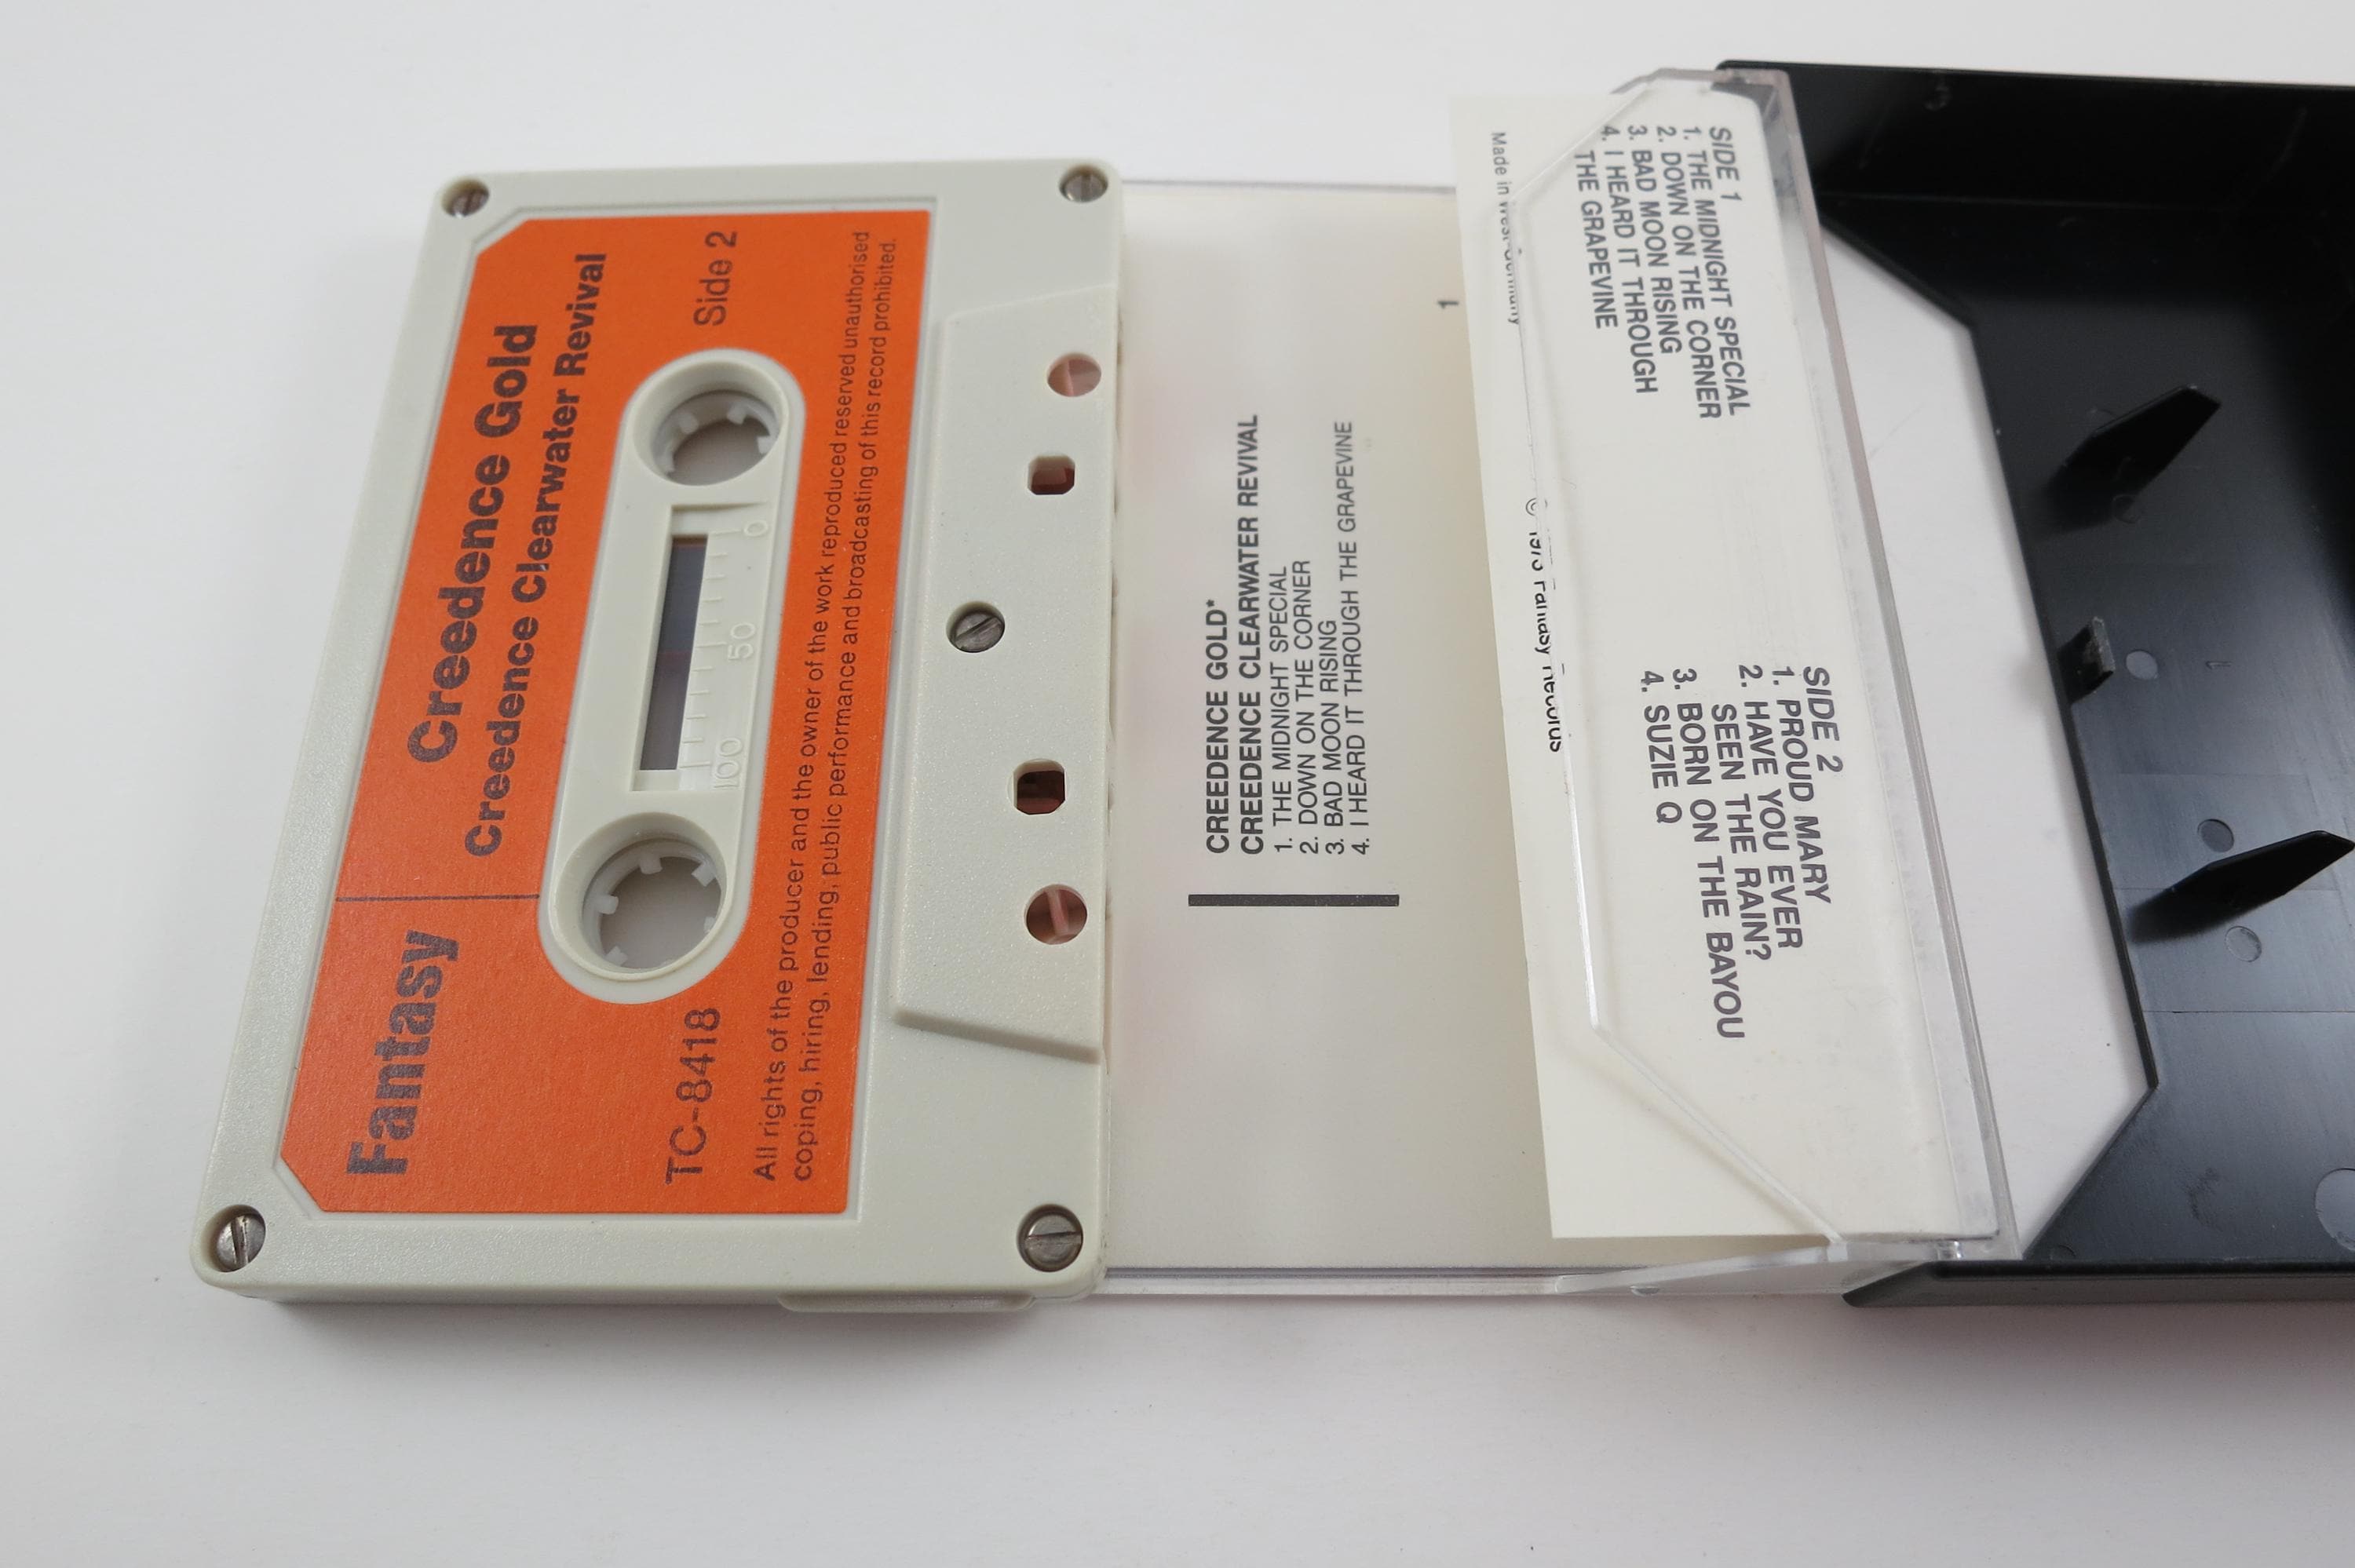 Fantasy
Creedence Gold
Creedence Clearwater Revival
TC-8418
Side 2
0
50
100
All rights of the producer and the owner of the work reproduced reserved unauthorised
copying, hiring, lending, public performance and broadcasting of this record prohibited.
CREEDENCE GOLD*
CREEDENCE CLEARWATER REVIVAL
1. THE MIDNIGHT SPECIAL
2. DOWN ON THE CORNER
3. BAD MOON RISING
4. I HEARD IT THROUGH THE GRAPEVINE
1
SIDE 1
1. THE MIDNIGHT SPECIAL
2. DOWN ON THE CORNER
3. BAD MOON RISING
4. I HEARD IT THROUGH
THE GRAPEVINE
SIDE 2
1. PROUD MARY
2. HAVE YOU EVER
SEEN THE RAIN?
3. BORN ON THE BAYOU
4. SUZIE Q
Made in West-Germany
© Fantasy Records